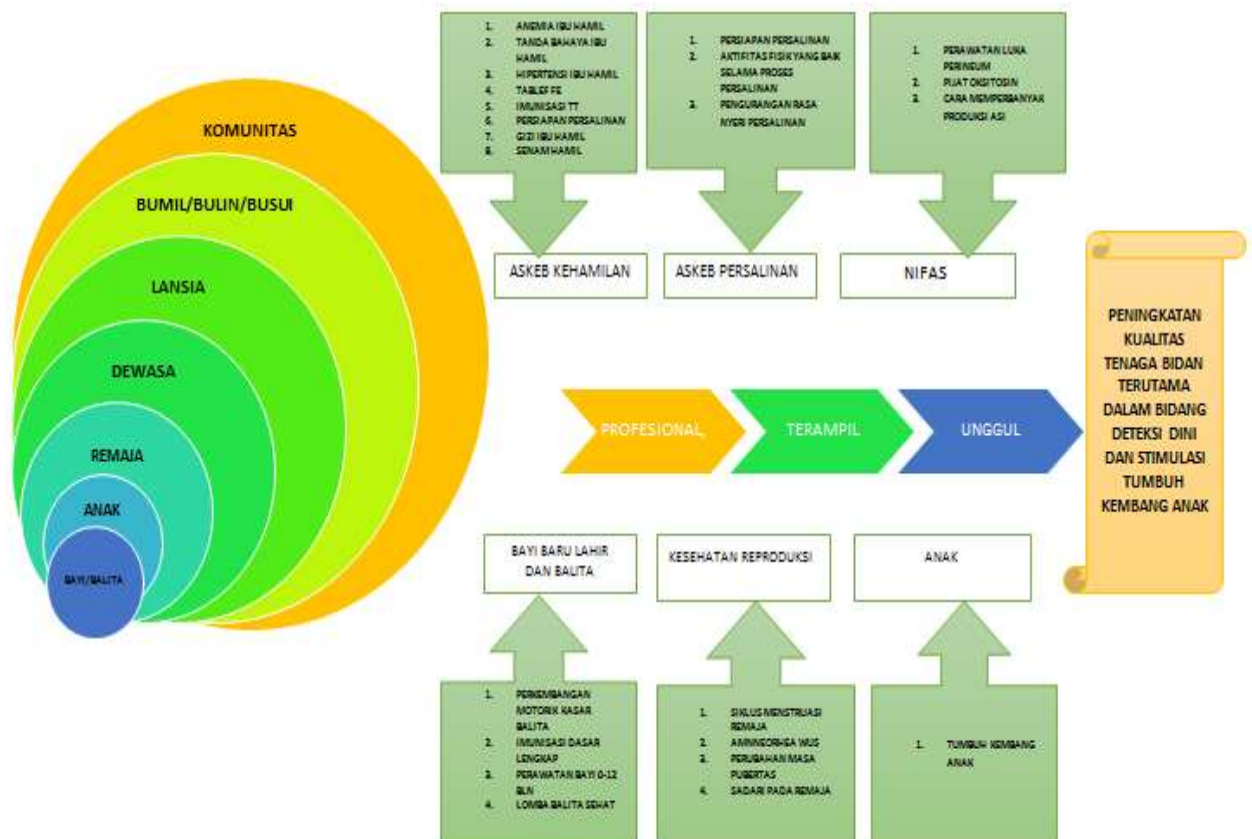 KOMUNITAS
BUMIL/BULIN/BUSUI
LANSIA
DEWASA
REMAJA
ANAK
BAYI/BALITA
1. ANEMIA IBU HAMIL
2. TANDA BAHAYA IBU
HAMIL
3. HIPERTENSI IBU HAMIL
4. TABLEF FE
5. IMUNISASI TT
6. PERSIAPAN PERSALINAN
7. GIZI IBU HAMIL
8. SENAM HAMIL
1. PERSIAPAN PERSALINAN
2. AKTIFITAS FISIK YANG BAIK
SELAMA PROSES
PERSALINAN
3. PENGURANGAN RASA
NYERI PERSALINAN
1. PERAWATAN LUKA
PERINEUM
2. PIJAT OKSITOSIN
3. CARA MEMPERBANYAK
PRODUKSI ASI
ASKEB KEHAMILAN
ASKEB PERSALINAN
NIFAS
PROFESIONAL,
TERAMPIL
UNGGUL
PENINGKATAN
KUALITAS
TENAGA BIDAN
TERUTAMA
DALAM BIDANG
DETEKSI DINI
DAN STIMULASI
TUMBUH
KEMBANG ANAK
BAYI BARU LAHIR
DAN BALITA
KESEHATAN REPRODUKSI
ANAK
1. PERKEMBANGAN
MOTORIK KASAR
BALITA
2. IMUNISASI DASAR
LENGKAP
3. PERAWATAN BAYI 0-12
BLN
4. LOMBA BALITA SEHAT
1. SIKLUS MENSTRUASI
REMAJA
2. AMNNEORHEA WUS
3. PERUBAHAN MASA
PUBERTAS
4. SADARI PADA REMAJA
1. TUMBUH KEMBANG
ANAK